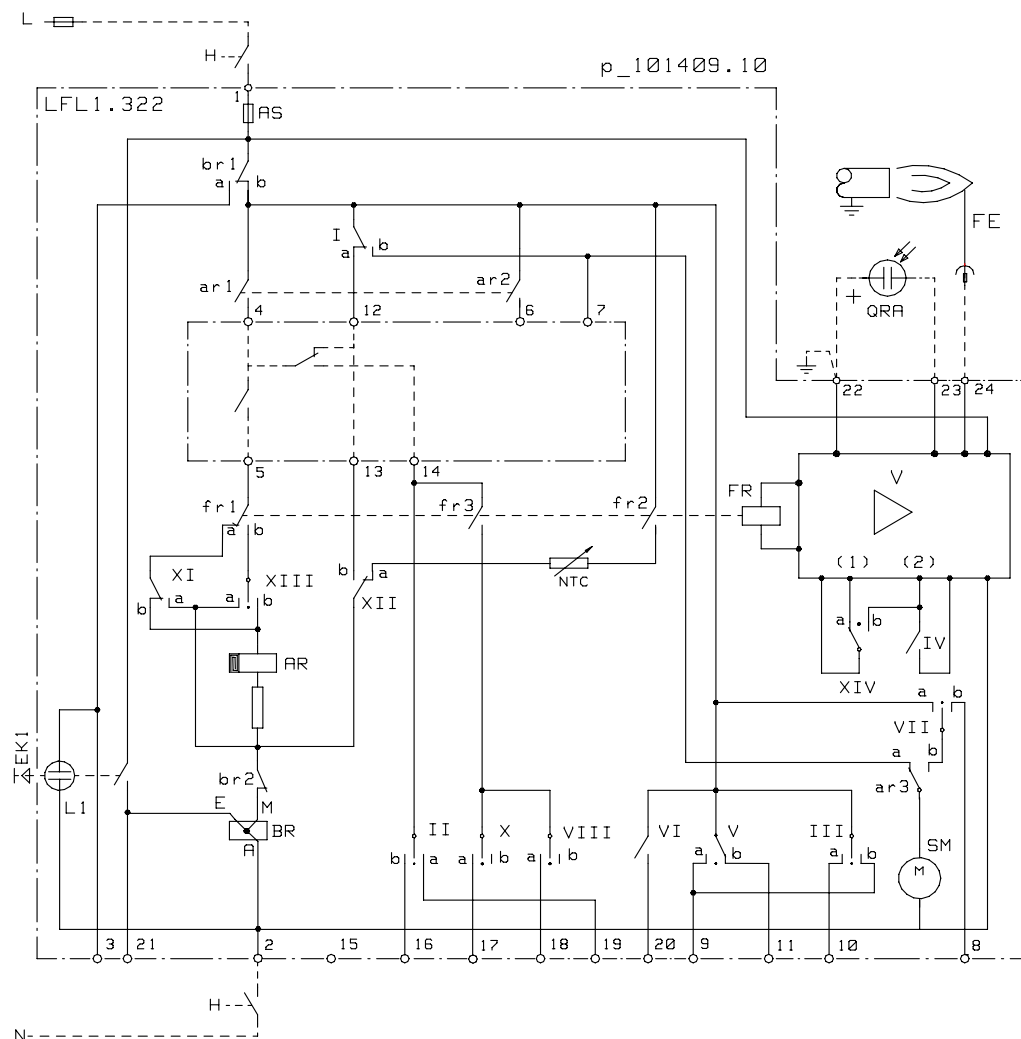 L
H
p_101409.10
LFL1.322
1
AS
br1
a b
I
a b
FE
ar1
ar2
+
QRA
4 12 6 7
22 23 24
5 13 14
V
FR
fr1
fr3
fr2
a b
(1) (2)
XI
XIII
b a
NTC
XII
b a a b
a b
IV
AR
XIV
a b
VII
EK1
a b
br2
ar3
L1
E M
BR
A
II X VIII VI V III
SM
b a a b a b a b a b
M
3 21 2 15 16 17 18 19 20 9 11 10 8
H
N